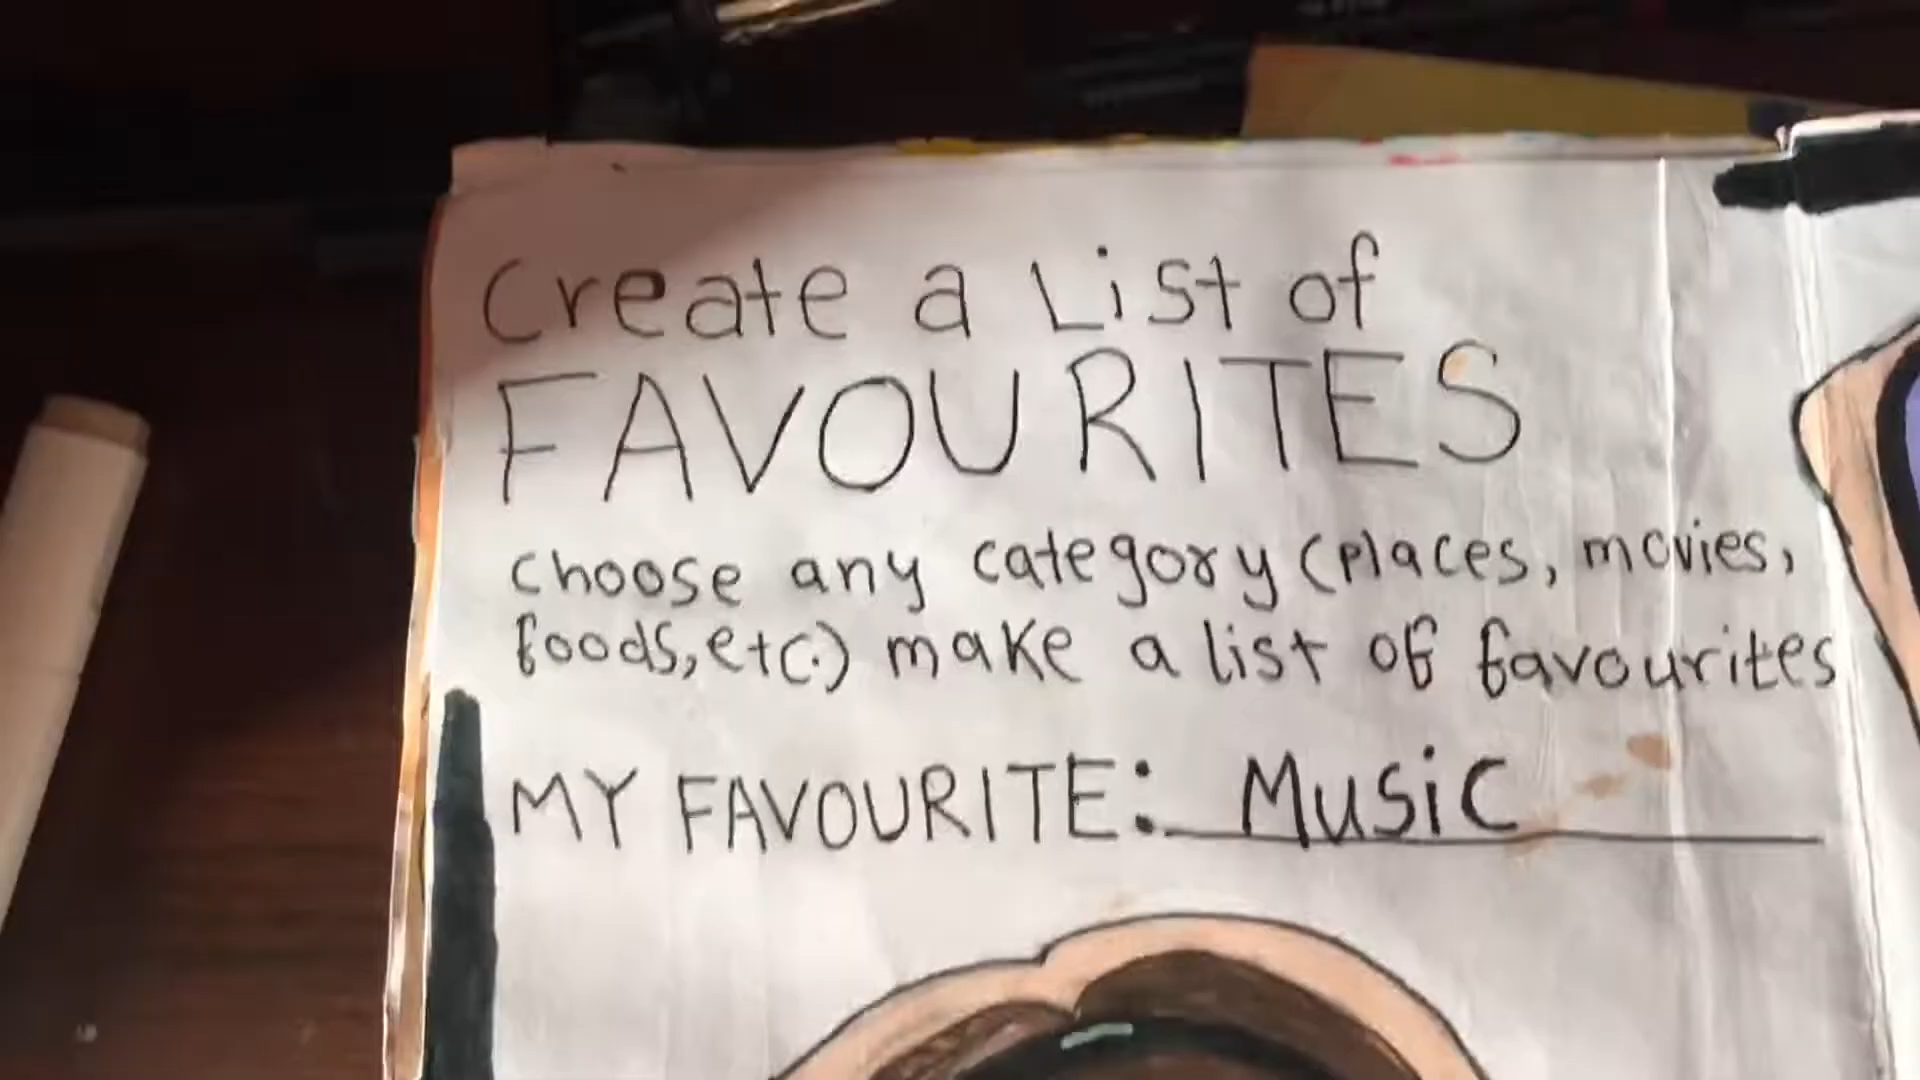 Create a List of
FAVOURITES
choose any category (places, movies,
foods, etc.) make a list of favourites
MY FAVOURITE: Music